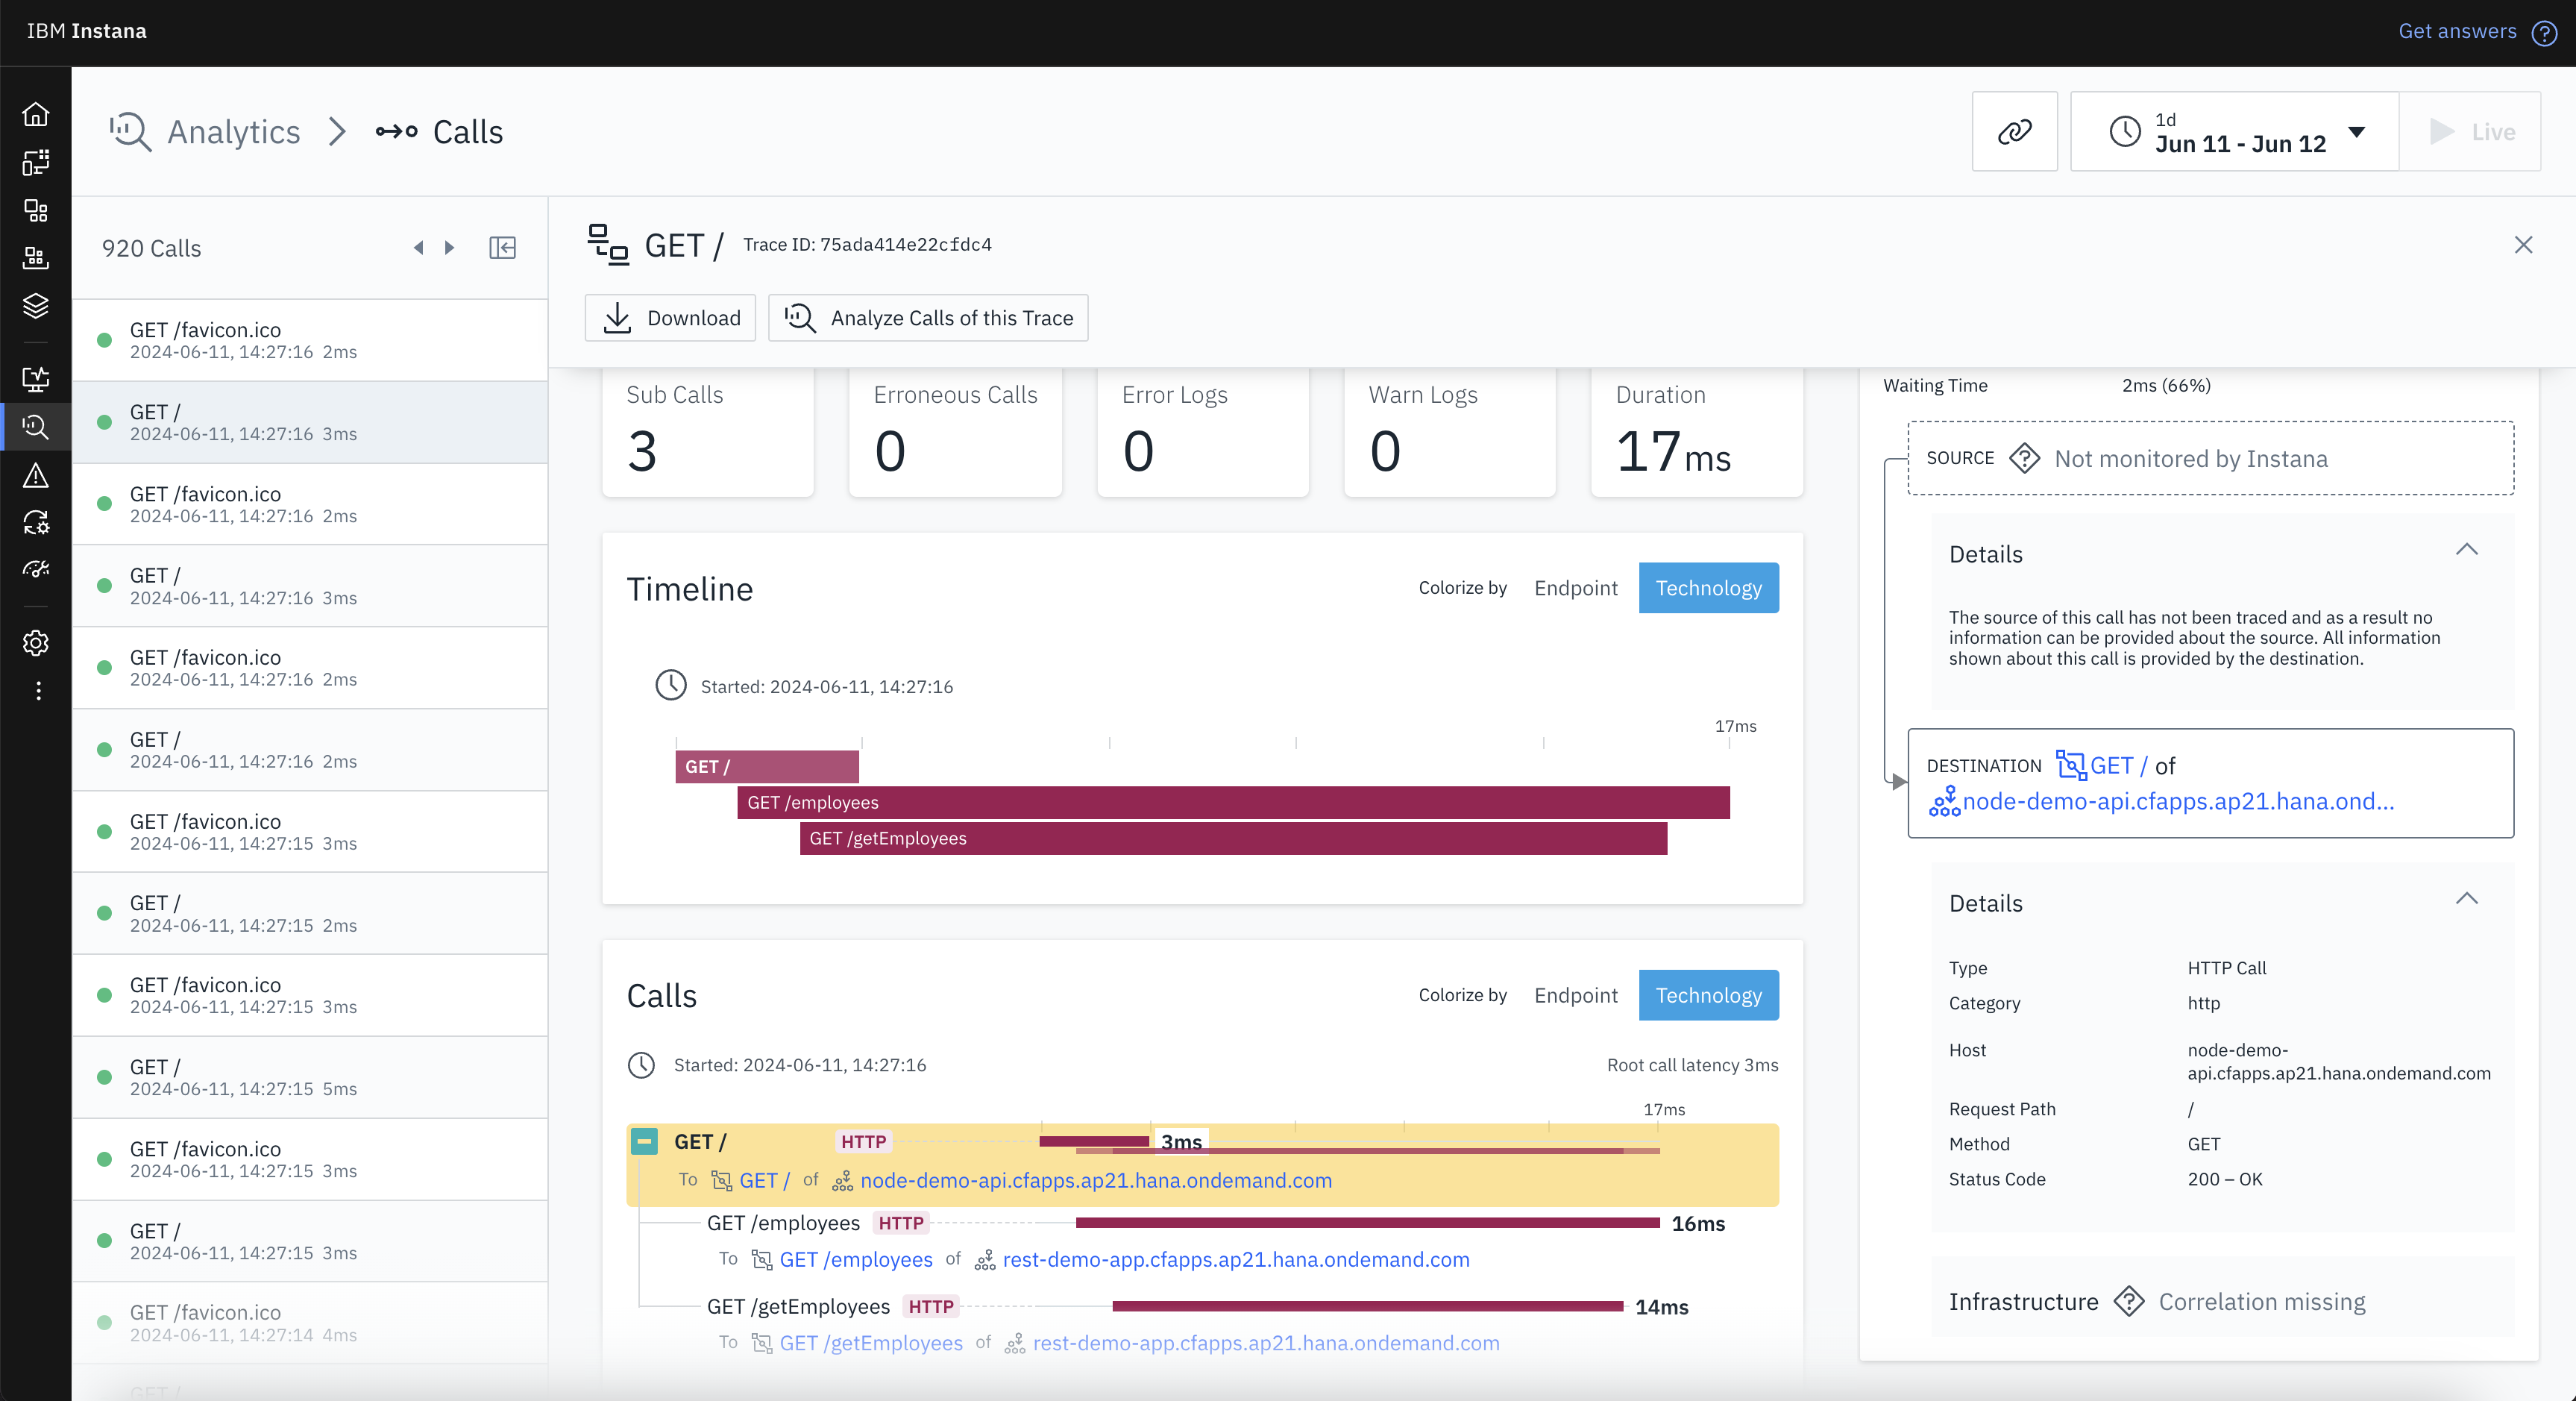 IBM Instana
Get answers
Analytics
Calls
1d
Jun 11 - Jun 12
Live
920 Calls
GET /favicon.ico
2024-06-11, 14:27:16 2ms
GET /
2024-06-11, 14:27:16 3ms
GET /favicon.ico
2024-06-11, 14:27:16 2ms
GET /
2024-06-11, 14:27:16 3ms
GET /favicon.ico
2024-06-11, 14:27:16 2ms
GET /
2024-06-11, 14:27:16 2ms
GET /favicon.ico
2024-06-11, 14:27:15 3ms
GET /
2024-06-11, 14:27:15 2ms
GET /favicon.ico
2024-06-11, 14:27:15 3ms
GET /
2024-06-11, 14:27:15 5ms
GET /favicon.ico
2024-06-11, 14:27:15 3ms
GET /
2024-06-11, 14:27:15 3ms
GET /favicon.ico
2024-06-11, 14:27:14 4ms
GET /
GET / Trace ID: 75ada414e22cfdc4
Download
Analyze Calls of this Trace
Sub Calls
3
Erroneous Calls
0
Error Logs
0
Warn Logs
0
Duration
17ms
Timeline
Colorize by Endpoint Technology
Started: 2024-06-11, 14:27:16
17ms
GET /
GET /employees
GET /getEmployees
Calls
Colorize by Endpoint Technology
Started: 2024-06-11, 14:27:16
Root call latency 3ms
17ms
GET / HTTP 3ms
To GET / of node-demo-api.cfapps.ap21.hana.ondemand.com
GET /employees HTTP 16ms
To GET /employees of rest-demo-app.cfapps.ap21.hana.ondemand.com
GET /getEmployees HTTP 14ms
To GET /getEmployees of rest-demo-app.cfapps.ap21.hana.ondemand.com
Waiting Time 2ms (66%)
SOURCE Not monitored by Instana
Details
The source of this call has not been traced and as a result no
information can be provided about the source. All information
shown about this call is provided by the destination.
DESTINATION GET / of
node-demo-api.cfapps.ap21.hana.ond...
Details
Type HTTP Call
Category http
Host node-demo-
api.cfapps.ap21.hana.ondemand.com
Request Path /
Method GET
Status Code 200 – OK
Infrastructure Correlation missing